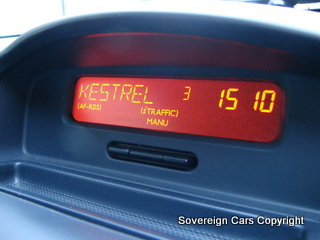 KESTREL 3 15 10
(AF-RDS) (i TRAFFIC)
MANU
Sovereign Cars Copyright